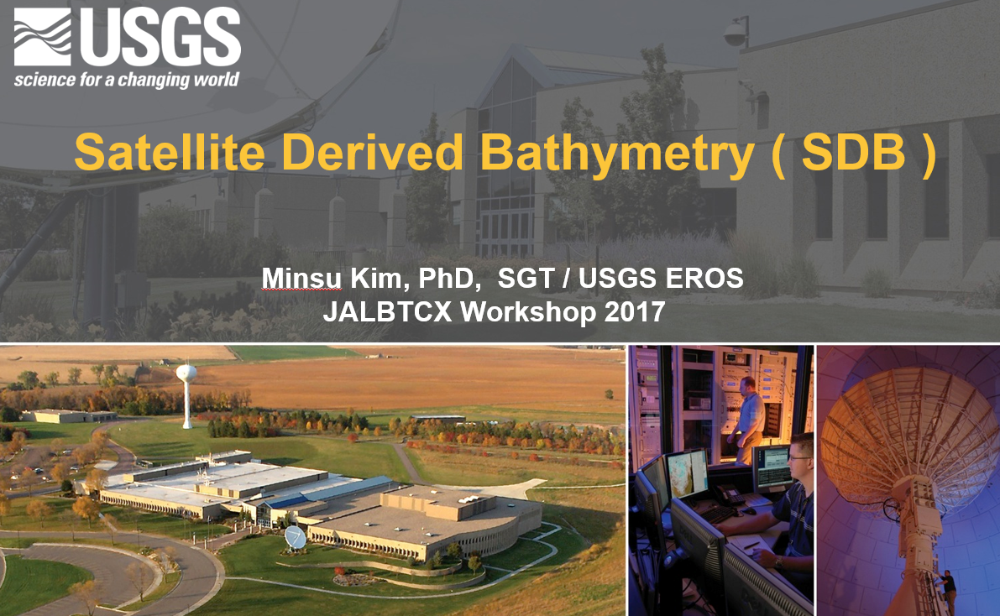 USGS
science for a changing world
Satellite Derived Bathymetry ( SDB )
Minsu Kim, PhD,  SGT / USGS EROS
JALBTCX Workshop 2017